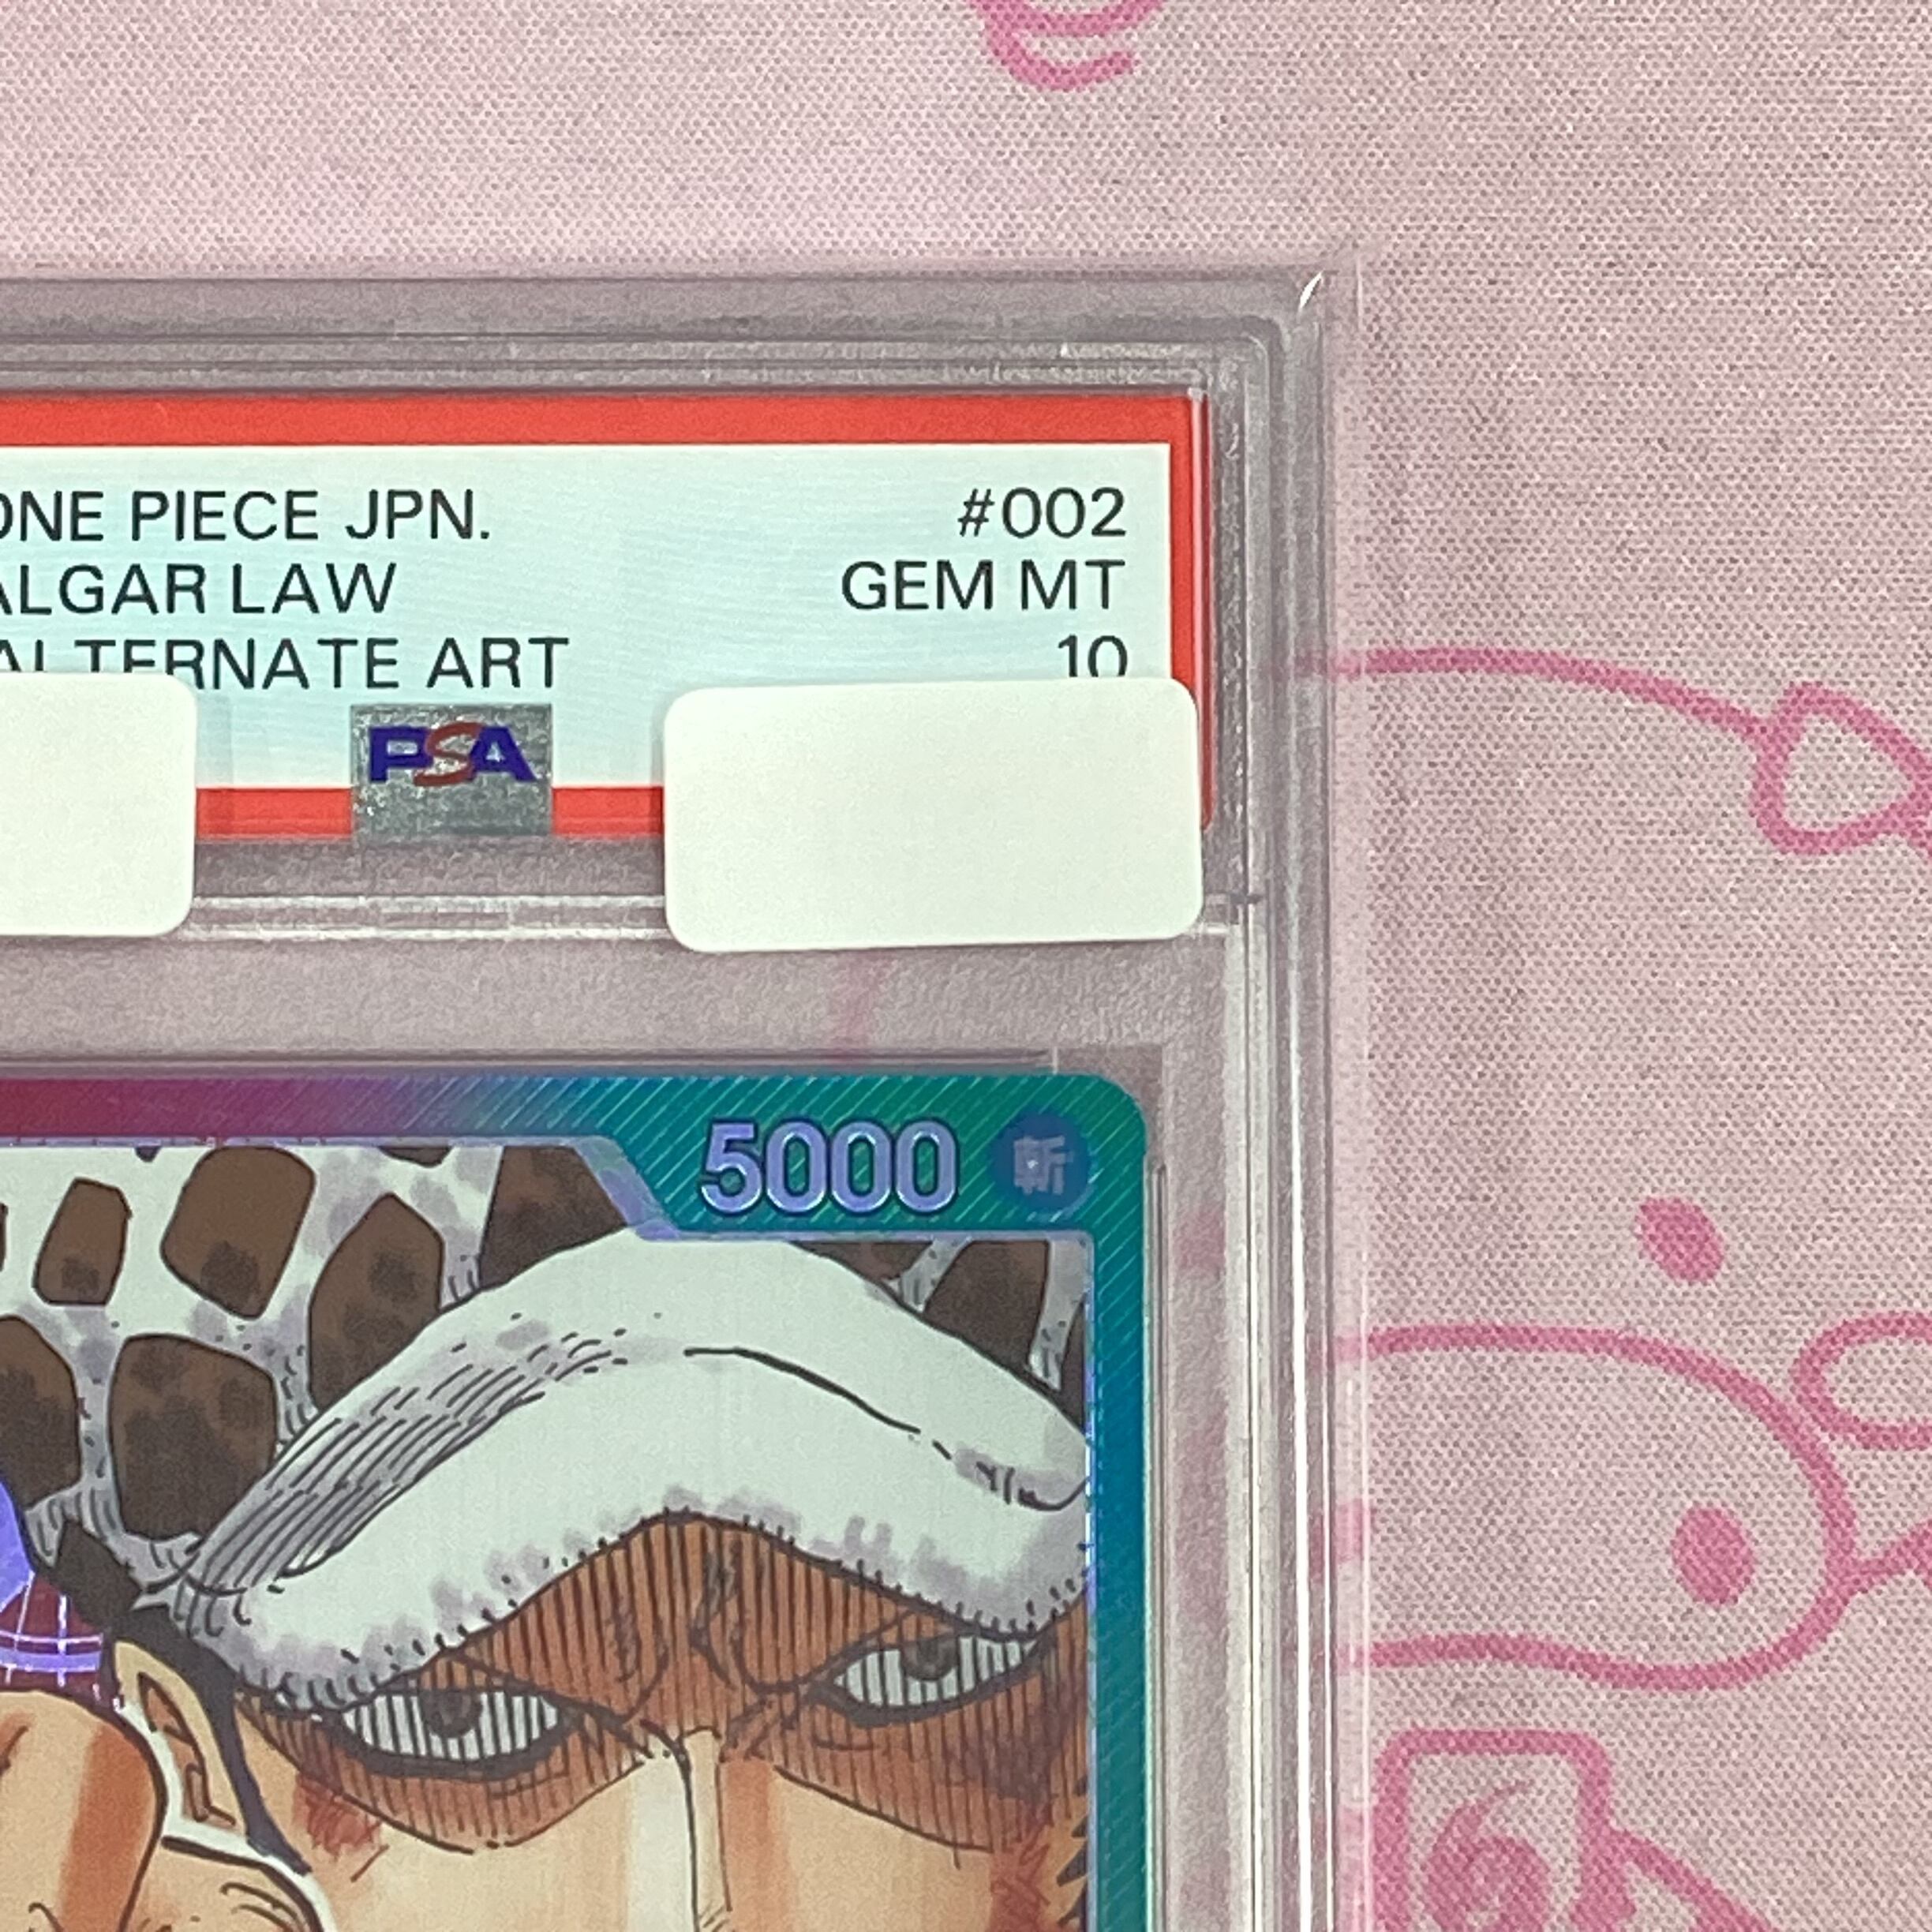 ONE PIECE JPN. #002
ALGAR LAW GEM MT
ALTERNATE ART 10
PSA
5000 斬